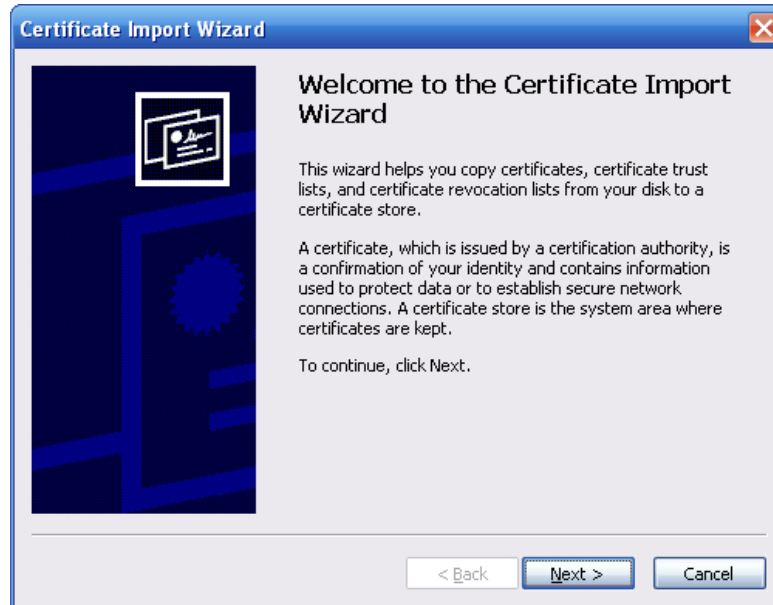 Certificate Import Wizard
Welcome to the Certificate Import
Wizard
This wizard helps you copy certificates, certificate trust
lists, and certificate revocation lists from your disk to a
certificate store.
A certificate, which is issued by a certification authority, is
a confirmation of your identity and contains information
used to protect data or to establish secure network
connections. A certificate store is the system area where
certificates are kept.
To continue, click Next.
< Back Next > Cancel